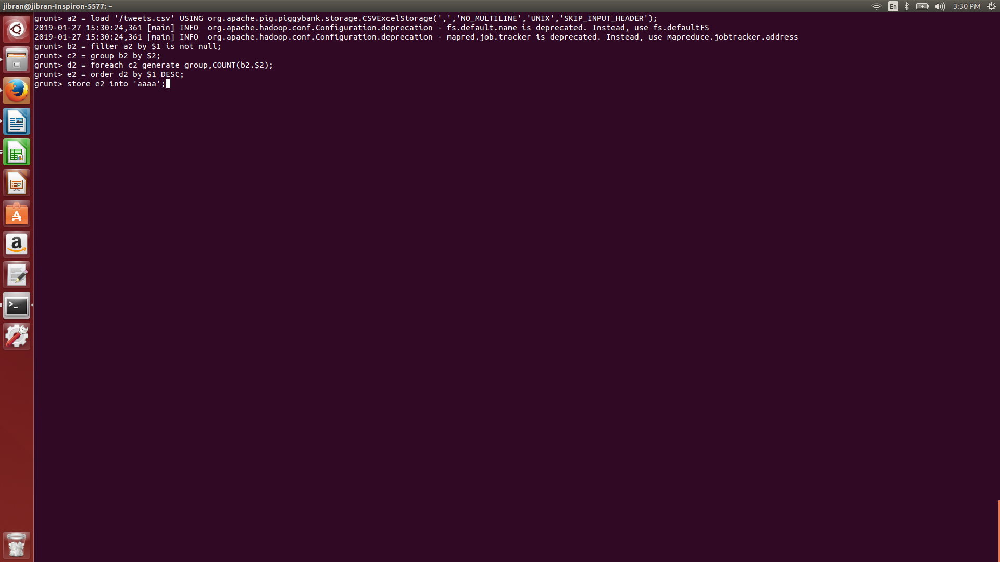 jibran@jibran-Inspiron-5577: ~
En
3:30 PM
grunt> a2 = load '/tweets.csv' USING org.apache.pig.piggybank.storage.CSVExcelStorage(',','NO_MULTILINE','UNIX','SKIP_INPUT_HEADER');
2019-01-27 15:30:24,361 [main] INFO  org.apache.hadoop.conf.Configuration.deprecation - fs.default.name is deprecated. Instead, use fs.defaultFS
2019-01-27 15:30:24,361 [main] INFO  org.apache.hadoop.conf.Configuration.deprecation - mapred.job.tracker is deprecated. Instead, use mapreduce.jobtracker.address
grunt> b2 = filter a2 by $1 is not null;
grunt> c2 = group b2 by $2;
grunt> d2 = foreach c2 generate group,COUNT(b2.$2);
grunt> e2 = order d2 by $1 DESC;
grunt> store e2 into 'aaaa';